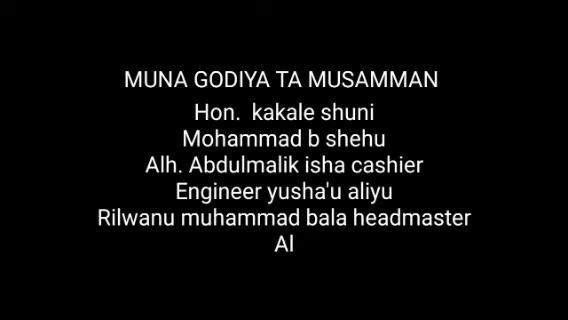 MUNA GODIYA TA MUSAMMAN
Hon. kakale shuni
Mohammad b shehu
Alh. Abdulmalik isha cashier
Engineer yusha'u aliyu
Rilwanu muhammad bala headmaster
Al